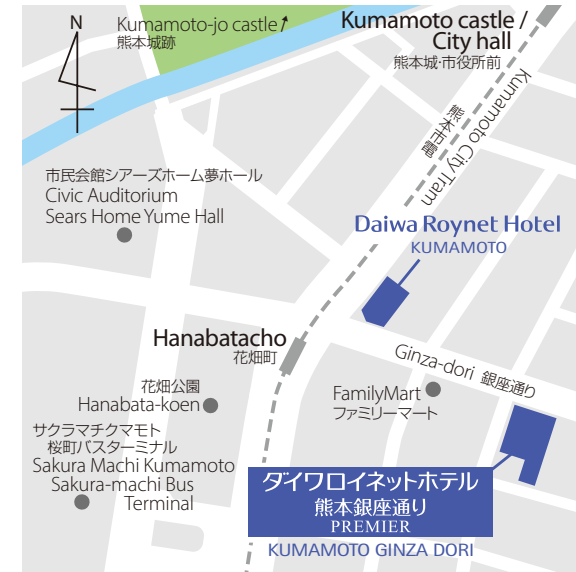 N
Kumamoto-jo castle
熊本城跡
Kumamoto castle /
City hall
熊本城・市役所前
熊本市電
Kumamoto City Tram
市民会館シアーズホーム夢ホール
Civic Auditorium
Sears Home Yume Hall
Daiwa Roynet Hotel
KUMAMOTO
Hanabatacho
花畑町
Ginza-dori 銀座通り
花畑公園
Hanabata-koen
FamilyMart
ファミリーマート
サクラマチクマモト
桜町バスターミナル
Sakura Machi Kumamoto
Sakura-machi Bus
Terminal
ダイワロイネットホテル
熊本銀座通り
PREMIER
KUMAMOTO GINZA DORI